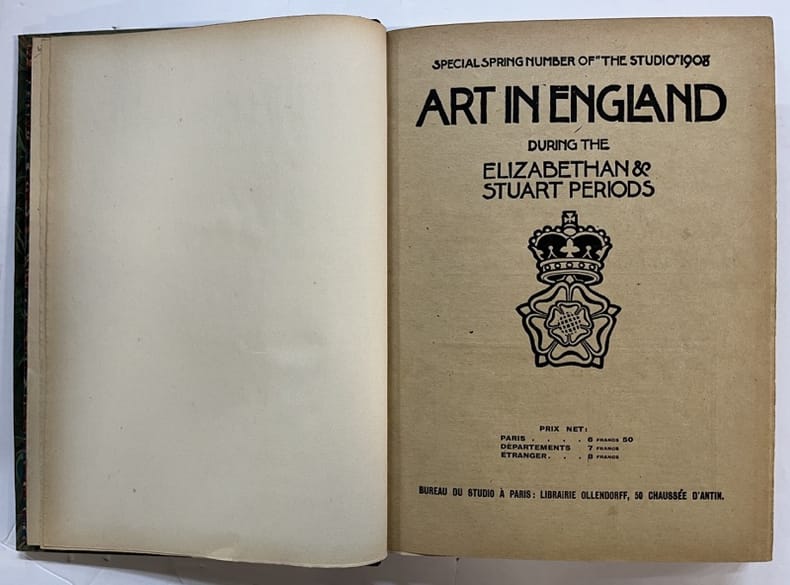 SPECIAL SPRING NUMBER OF "THE STUDIO" 1908
ART IN ENGLAND
DURING THE
ELIZABETHAN &
STUART PERIODS
PRIX NET:
PARIS . . . . 6 FRANCS 50
DÉPARTEMENTS 7 FRANCS
ÉTRANGER. . . 8 FRANCS
BUREAU DU STUDIO À PARIS: LIBRAIRIE OLLENDORFF, 50 CHAUSSÉE D'ANTIN.